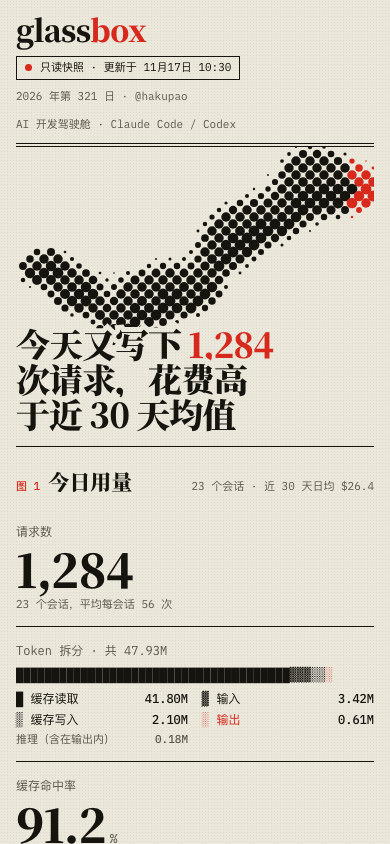 glassbox
只读快照 · 更新于 11月17日 10:30
2026 年第 321 日 · @hakupao
AI 开发驾驶舱 · Claude Code / Codex
今天又写下 1,284
次请求，花费高
于近 30 天均值
图 1 今日用量 23 个会话 · 近 30 天日均 $26.4
请求数
1,284
23 个会话，平均每会话 56 次
Token 拆分 · 共 47.93M
缓存读取 41.80M 输入 3.42M
缓存写入 2.10M 输出 0.61M
推理（含在输出内） 0.18M
缓存命中率
91.2%